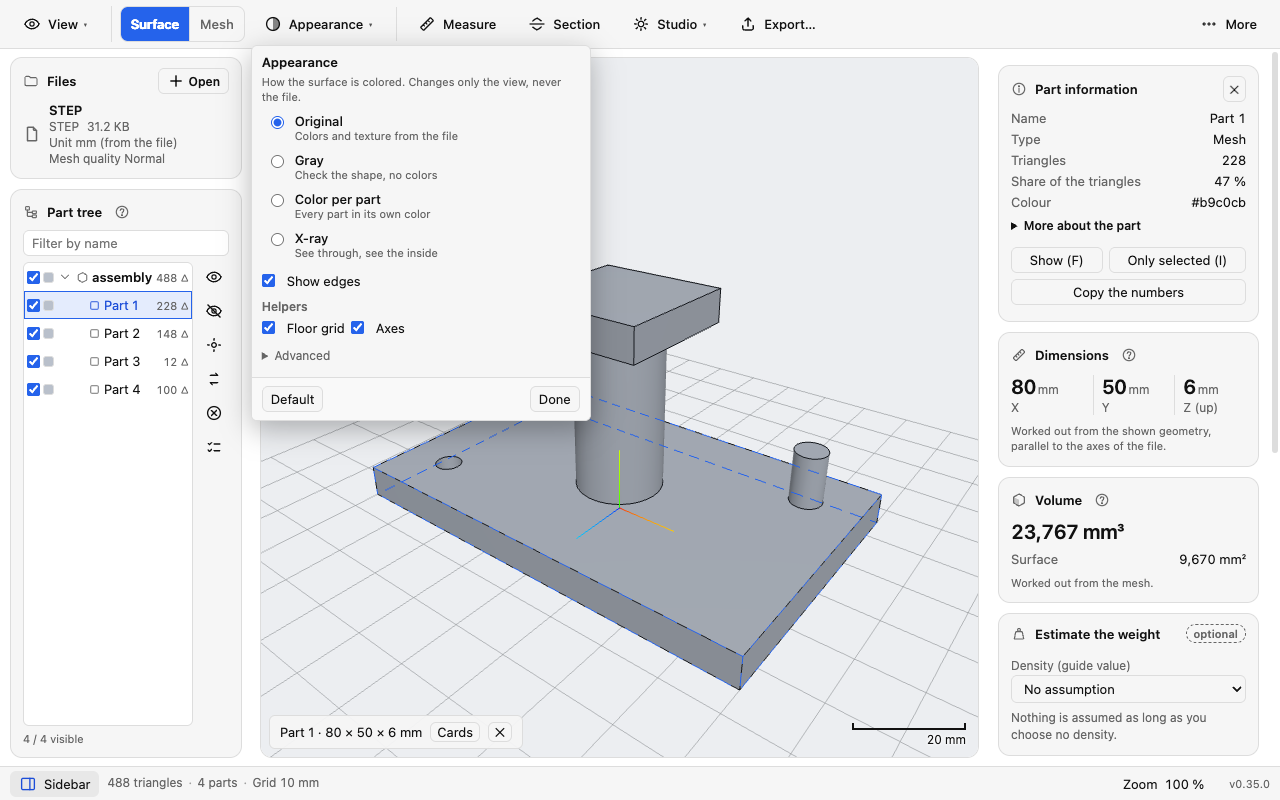 View
Surface
Mesh
Appearance
Measure
Section
Studio
Export...
More
Files
Open
STEP
STEP 31.2 KB
Unit mm (from the file)
Mesh quality Normal
Part tree
Filter by name
assembly 488 Δ
Part 1 228 Δ
Part 2 148 Δ
Part 3 12 Δ
Part 4 100 Δ
4 / 4 visible
Appearance
How the surface is colored. Changes only the view, never
the file.
Original
Colors and texture from the file
Gray
Check the shape, no colors
Color per part
Every part in its own color
X-ray
See through, see the inside
Show edges
Helpers
Floor grid
Axes
Advanced
Default
Done
Part 1 · 80 × 50 × 6 mm
Cards
20 mm
Part information
Name Part 1
Type Mesh
Triangles 228
Share of the triangles 47 %
Colour #b9c0cb
More about the part
Show (F)
Only selected (I)
Copy the numbers
Dimensions
80 mm 50 mm 6 mm
X Y Z (up)
Worked out from the shown geometry,
parallel to the axes of the file.
Volume
23,767 mm³
Surface 9,670 mm²
Worked out from the mesh.
Estimate the weight optional
Density (guide value)
No assumption
Nothing is assumed as long as you
choose no density.
Sidebar
488 triangles · 4 parts · Grid 10 mm
Zoom 100 %
v0.35.0